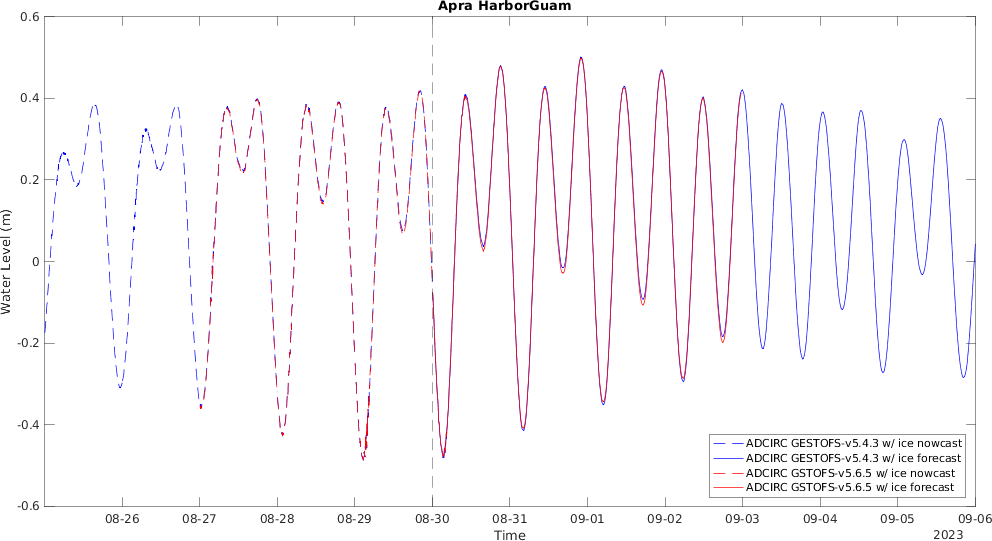 Apra HarborGuam
0.6
0.4
0.2
0
-0.2
-0.4
-0.6
Water Level (m)
08-26 08-27 08-28 08-29 08-30 08-31 09-01 09-02 09-03 09-04 09-05 09-06
Time
2023
ADCIRC GESTOFS-v5.4.3 w/ ice nowcast
ADCIRC GESTOFS-v5.4.3 w/ ice forecast
ADCIRC GSTOFS-v5.6.5 w/ ice nowcast
ADCIRC GSTOFS-v5.6.5 w/ ice forecast